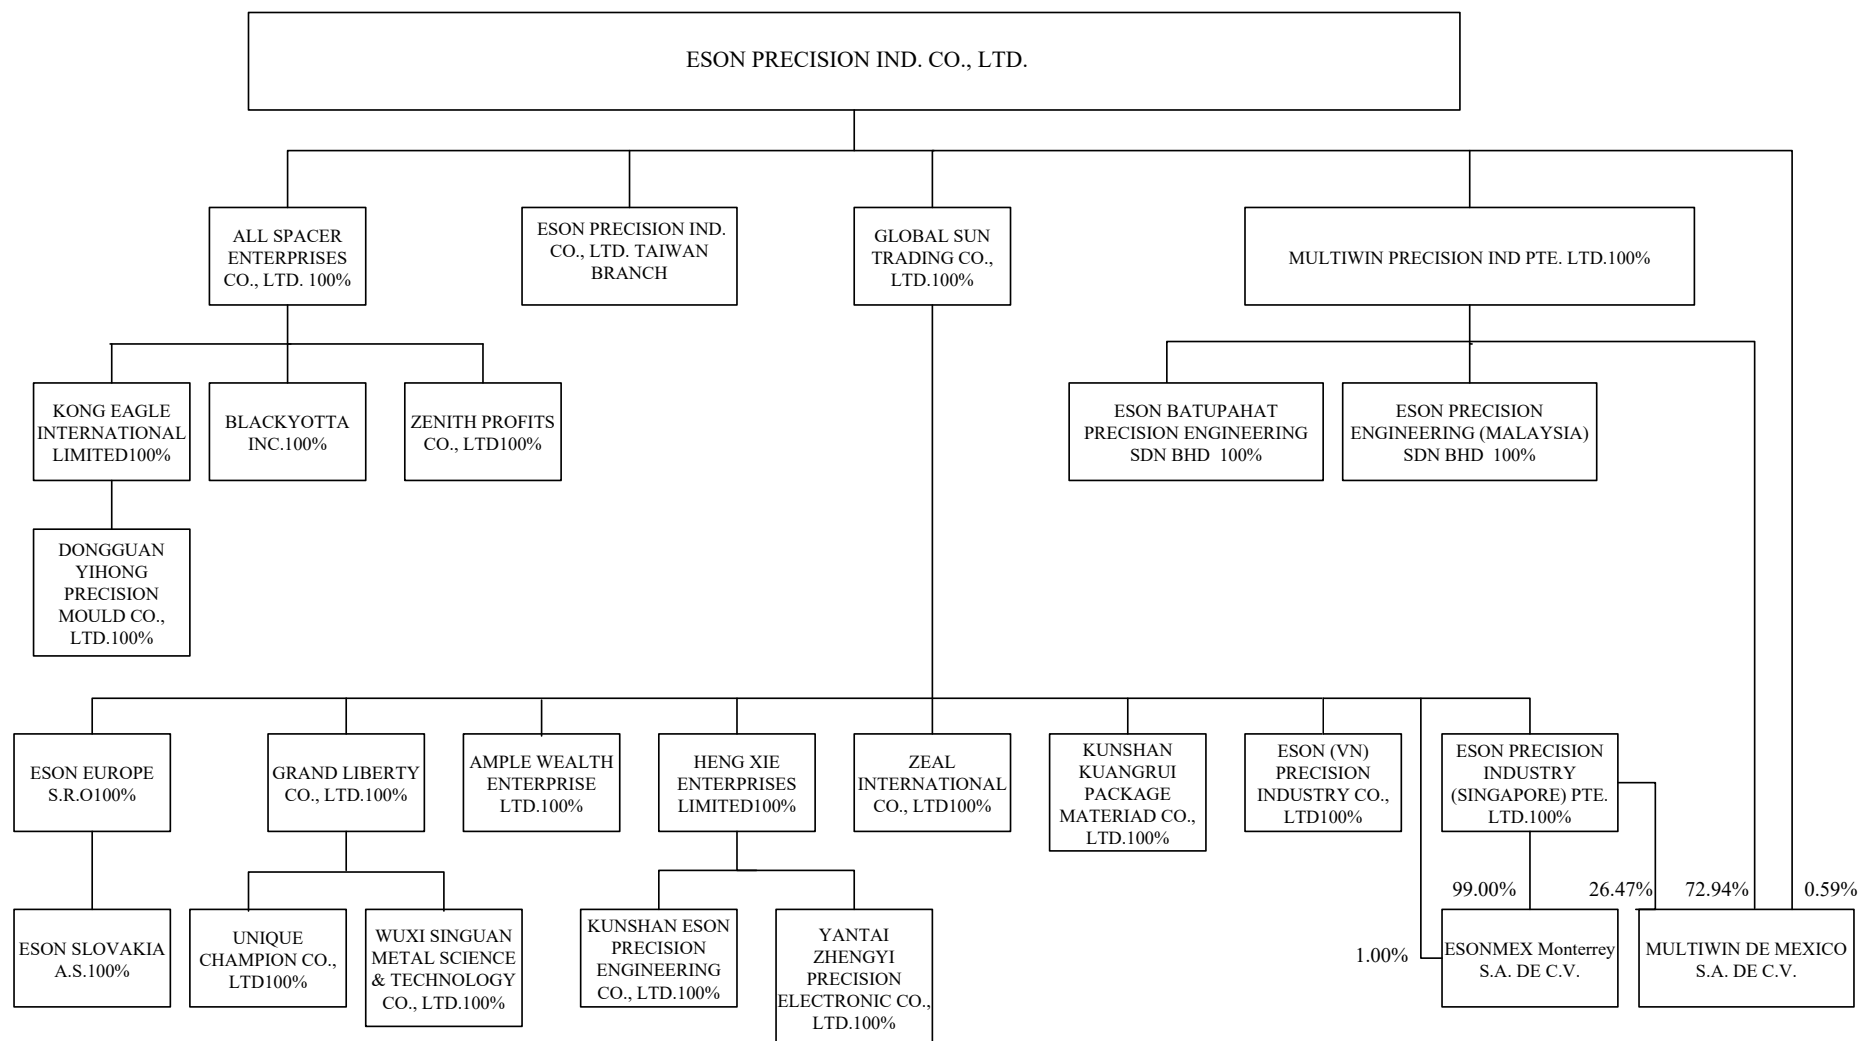 ESON PRECISION IND. CO., LTD.
ALL SPACER
ENTERPRISES
CO., LTD. 100%
ESON PRECISION IND.
CO., LTD. TAIWAN
BRANCH
GLOBAL SUN
TRADING CO.,
LTD.100%
MULTIWIN PRECISION IND PTE. LTD.100%
KONG EAGLE
INTERNATIONAL
LIMITED100%
BLACKYOTTA
INC.100%
ZENITH PROFITS
CO., LTD100%
ESON BATUPAHAT
PRECISION ENGINEERING
SDN BHD 100%
ESON PRECISION
ENGINEERING (MALAYSIA)
SDN BHD 100%
DONGGUAN
YIHONG
PRECISION
MOULD CO.,
LTD.100%
ESON EUROPE
S.R.O100%
GRAND LIBERTY
CO., LTD.100%
AMPLE WEALTH
ENTERPRISE
LTD.100%
HENG XIE
ENTERPRISES
LIMITED100%
ZEAL
INTERNATIONAL
CO., LTD100%
KUNSHAN
KUANGRUI
PACKAGE
MATERIAD CO.,
LTD.100%
ESON (VN)
PRECISION
INDUSTRY CO.,
LTD100%
ESON PRECISION
INDUSTRY
(SINGAPORE) PTE.
LTD.100%
99.00%
26.47%
72.94%
0.59%
ESON SLOVAKIA
A.S.100%
UNIQUE
CHAMPION CO.,
LTD100%
WUXI SINGUAN
METAL SCIENCE
& TECHNOLOGY
CO., LTD.100%
KUNSHAN ESON
PRECISION
ENGINEERING
CO., LTD.100%
YANTAI
ZHENGYI
PRECISION
ELECTRONIC CO.,
LTD.100%
1.00%
ESONMEX Monterrey
S.A. DE C.V.
MULTIWIN DE MEXICO
S.A. DE C.V.